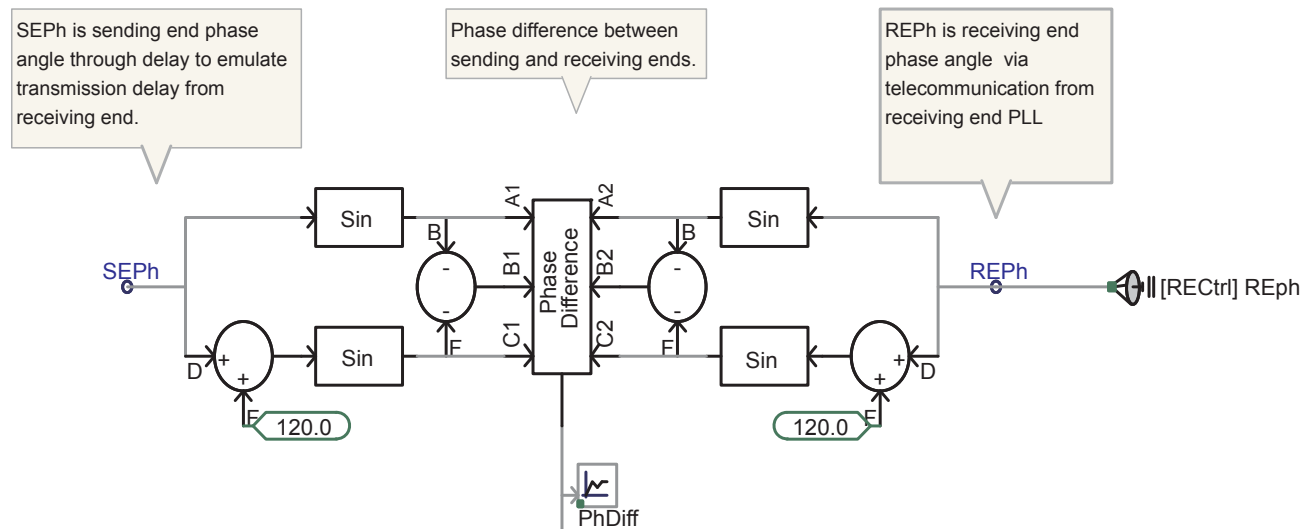 SEPh is sending end phase
angle through delay to emulate
transmission delay from
receiving end.
Phase difference between
sending and receiving ends.
REPh is receiving end
phase angle via
telecommunication from
receiving end PLL
Sin
A1
A2
Sin
B
B
SEPh
-
-
B1
Phase
Difference
B2
-
-
REPh
[RECtrl] REph
D
+
+
F
Sin
F
C1
C2
F
Sin
+
+
D
F
120.0
120.0
PhDiff